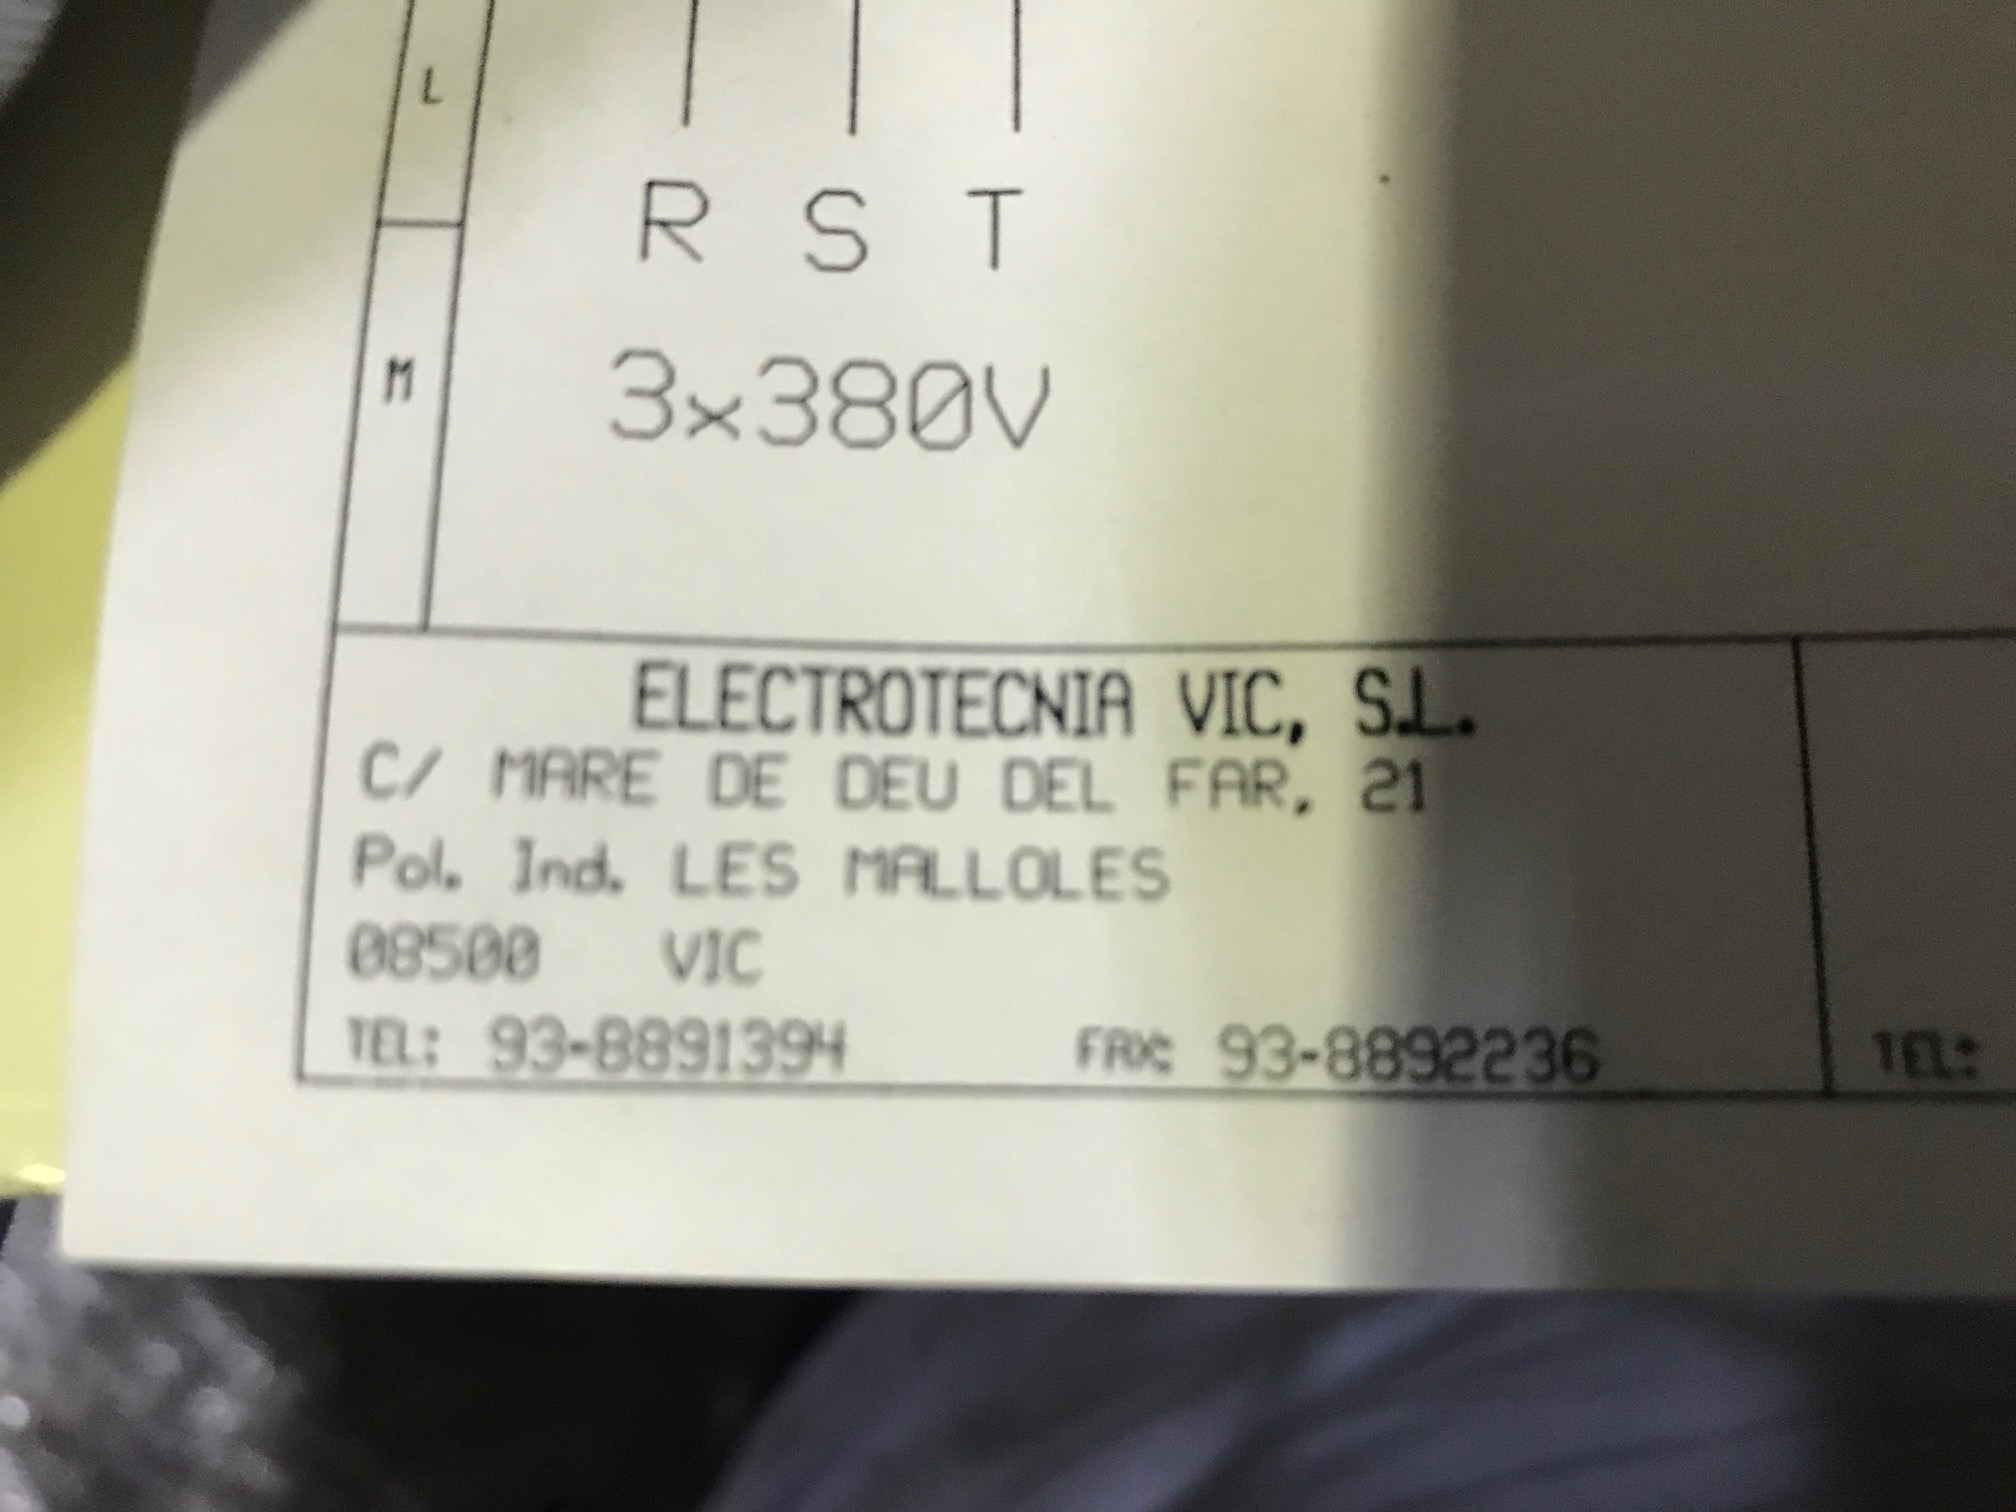 L
R S T
M
3x380V
ELECTROTECNIA VIC, S.L.
C/ MARE DE DEU DEL FAR, 21
Pol. Ind. LES MALLOLES
08500 VIC
TEL: 93-8891394 FAX: 93-8892236 TEL: